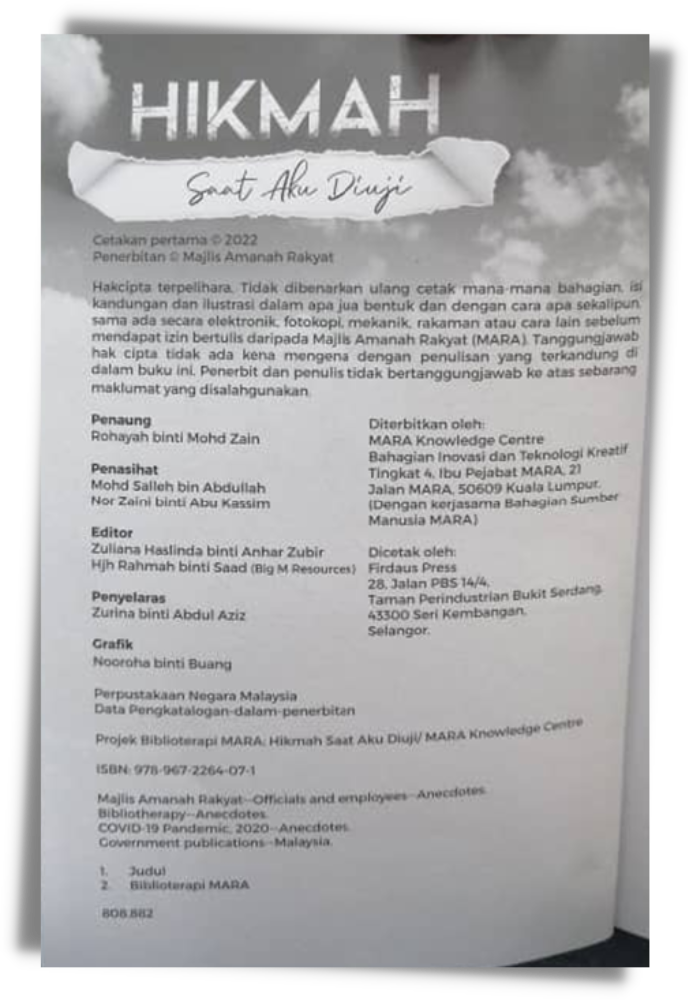 HIKMAH
Saat Aku Diuji
Cetakan pertama © 2022
Penerbitan © Majlis Amanah Rakyat
Hakcipta terpelihara. Tidak dibenarkan ulang cetak mana-mana bahagian, isi
kandungan dan ilustrasi dalam apa jua bentuk dan dengan cara apa sekalipun,
sama ada secara elektronik, fotokopi, mekanik, rakaman atau cara lain sebelum
mendapat izin bertulis daripada Majlis Amanah Rakyat (MARA). Tanggungjawab
hak cipta tidak ada kena mengena dengan penulisan yang terkandung di
dalam buku ini. Penerbit dan penulis tidak bertanggungjawab ke atas sebarang
maklumat yang disalahgunakan.
Penaung
Rohayah binti Mohd Zain
Penasihat
Mohd Salleh bin Abdullah
Nor Zaini binti Abu Kassim
Editor
Zuliana Haslinda binti Anhar Zubir
Hjh Rahmah binti Saad (Big M Resources)
Penyelaras
Zurina binti Abdul Aziz
Grafik
Nooroha binti Buang
Diterbitkan oleh:
MARA Knowledge Centre
Bahagian Inovasi dan Teknologi Kreatif
Tingkat 4, Ibu Pejabat MARA, 21
Jalan MARA, 50609 Kuala Lumpur.
(Dengan kerjasama Bahagian Sumber
Manusia MARA)
Dicetak oleh:
Firdaus Press
28, Jalan PBS 14/4,
Taman Perindustrian Bukit Serdang,
43300 Seri Kembangan,
Selangor.
Perpustakaan Negara Malaysia
Data Pengkatalogan-dalam-penerbitan
Projek Biblioterapi MARA: Hikmah Saat Aku Diuji/ MARA Knowledge Centre
ISBN: 978-967-2264-07-1
Majlis Amanah Rakyat--Officials and employees--Anecdotes.
Bibliotherapy--Anecdotes.
COVID-19 Pandemic, 2020--Anecdotes.
Government publications--Malaysia.
1. Judul
2. Biblioterapi MARA
808.882